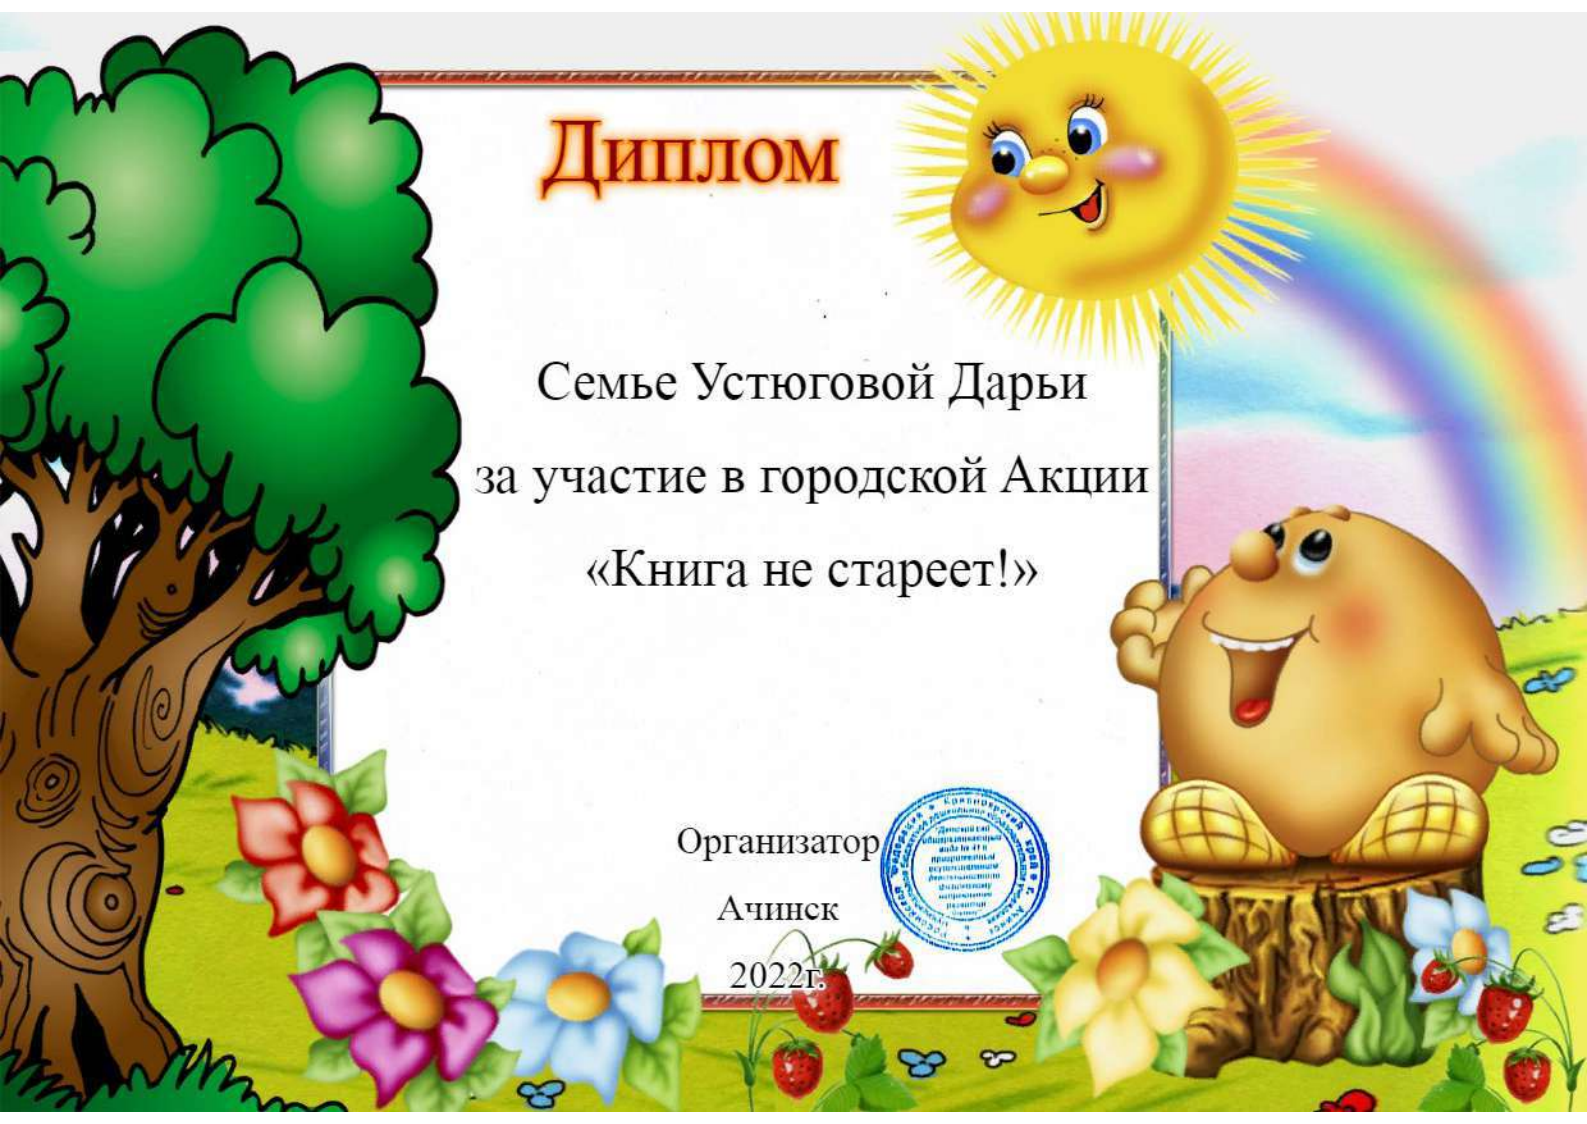 Диплом
Семье Устюговой Дарьи
за участие в городской Акции
«Книга не стареет!»
Организатор
Ачинск
2022г.